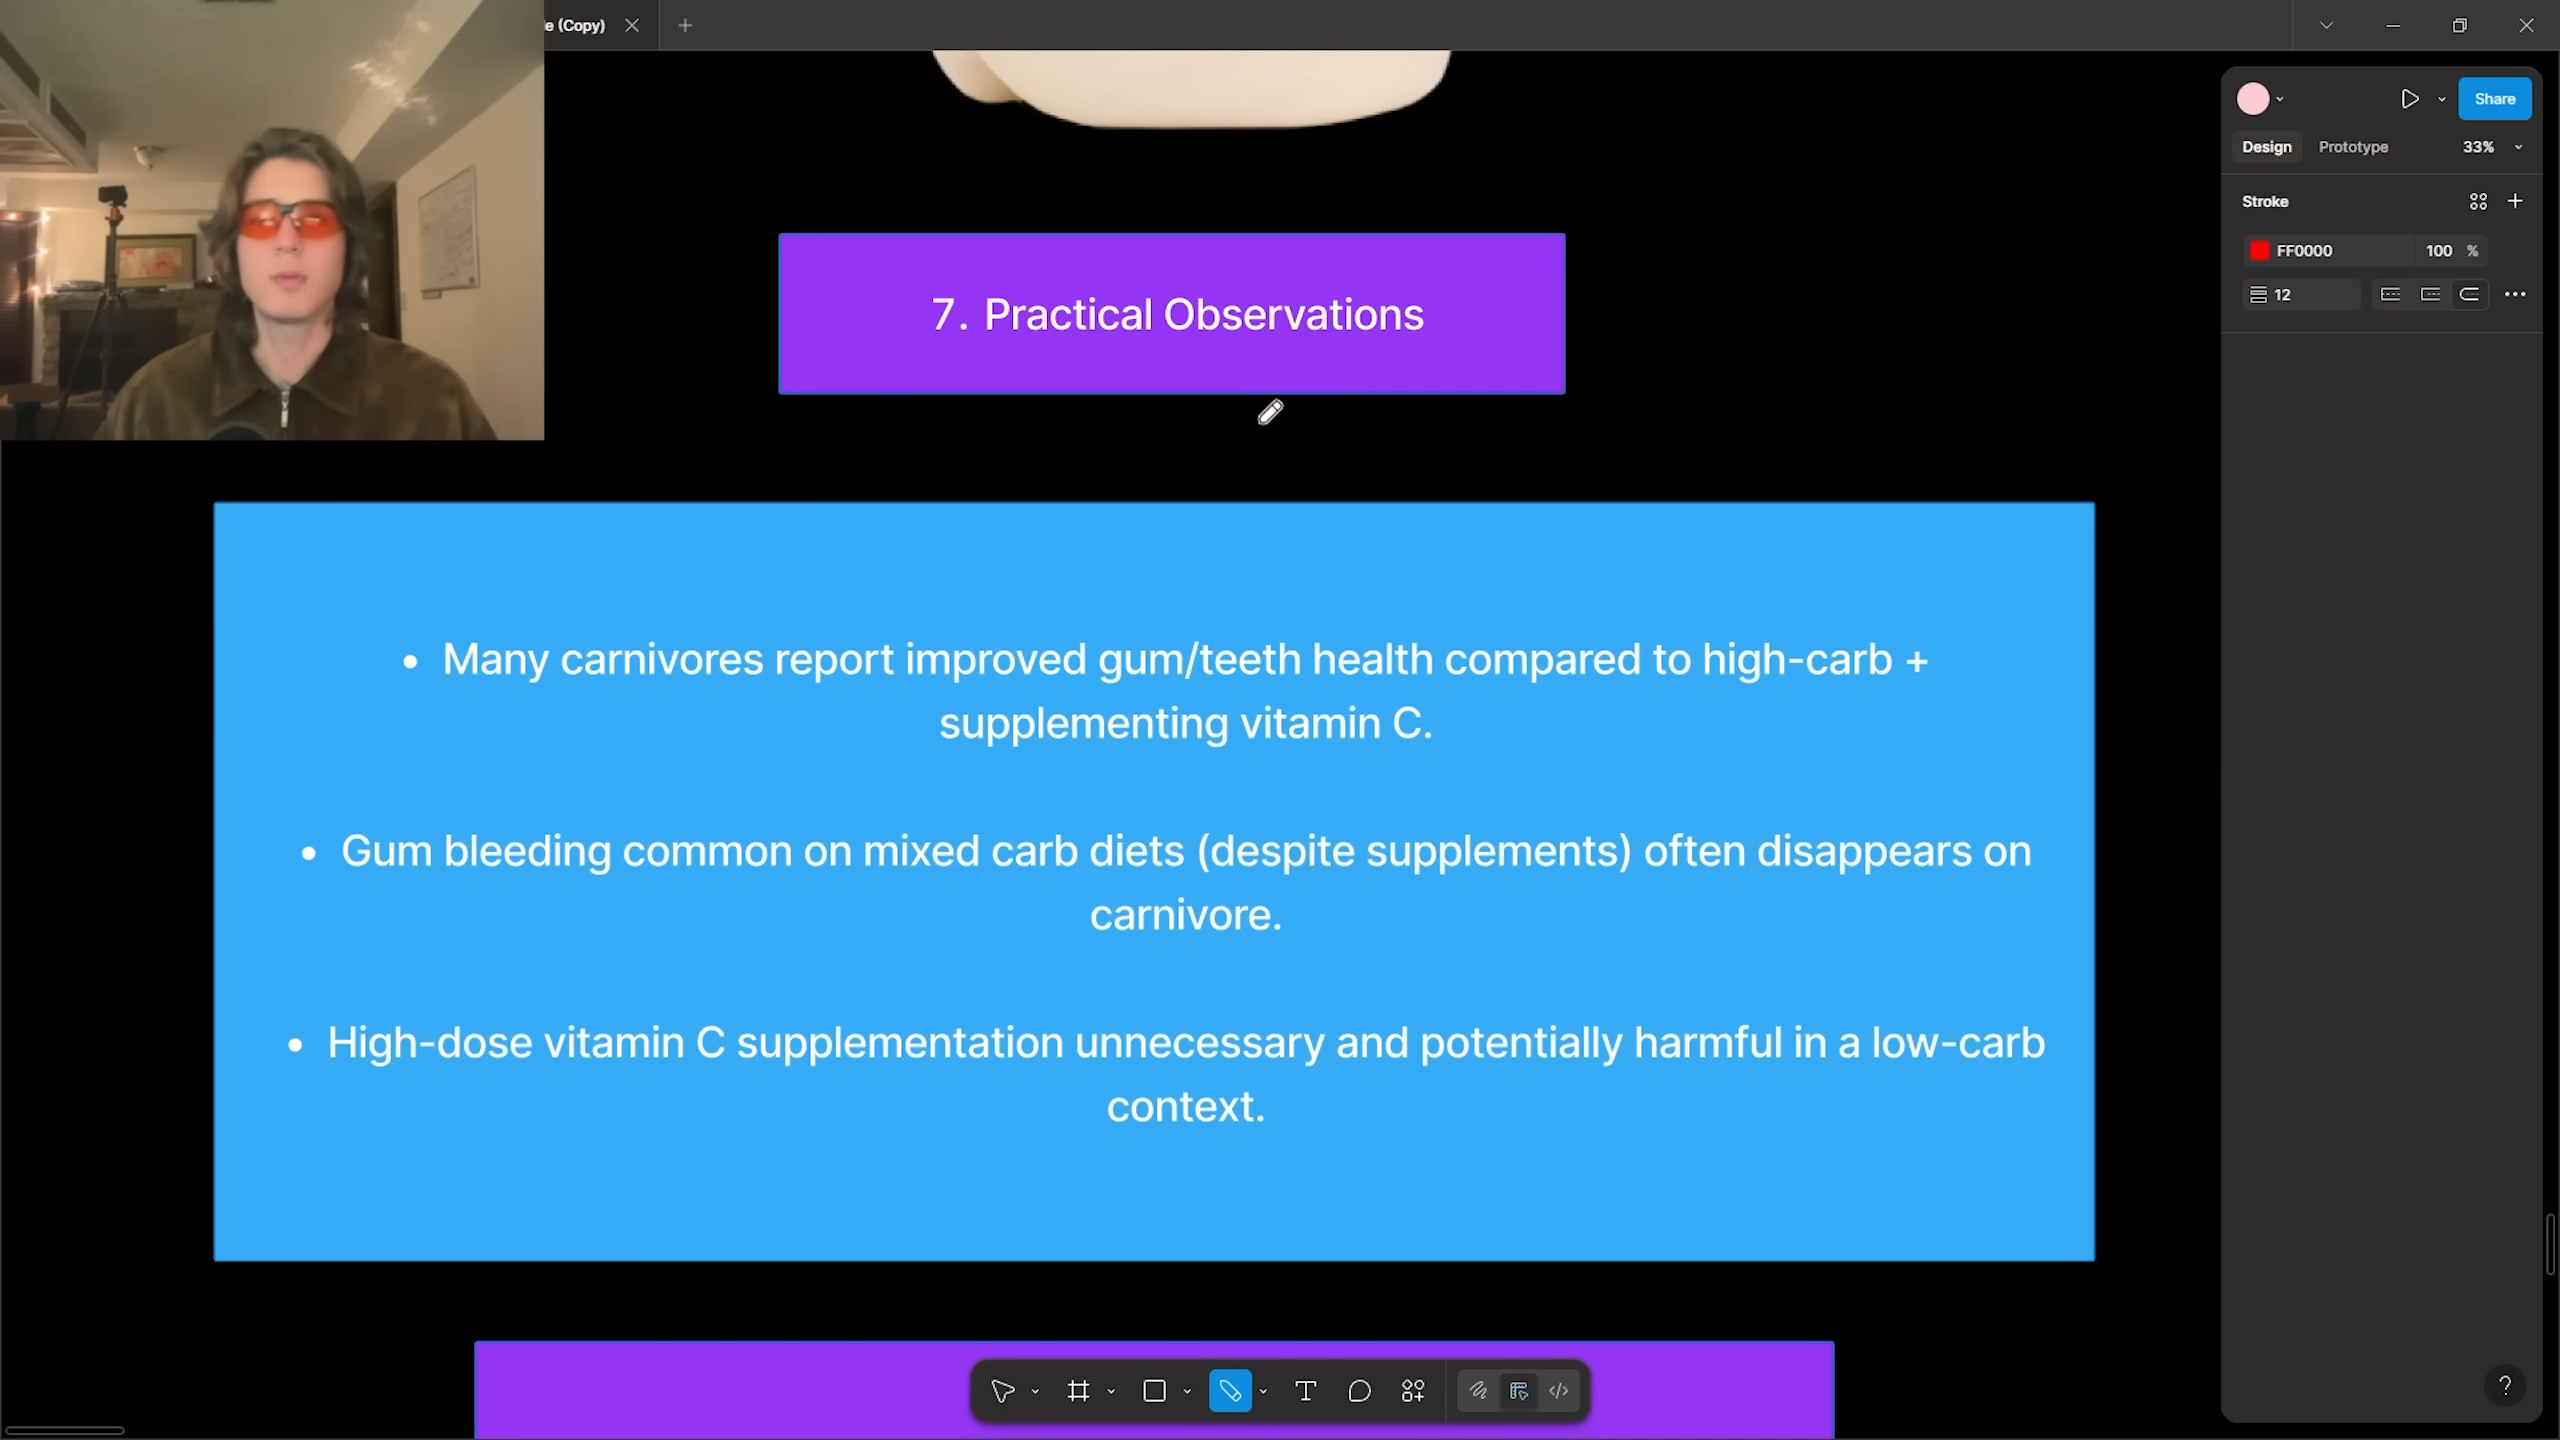 e (Copy)
Share
Design
Prototype
33%
Stroke
FF0000
100 %
12
7. Practical Observations
• Many carnivores report improved gum/teeth health compared to high-carb +
supplementing vitamin C.
• Gum bleeding common on mixed carb diets (despite supplements) often disappears on
carnivore.
• High-dose vitamin C supplementation unnecessary and potentially harmful in a low-carb
context.
?